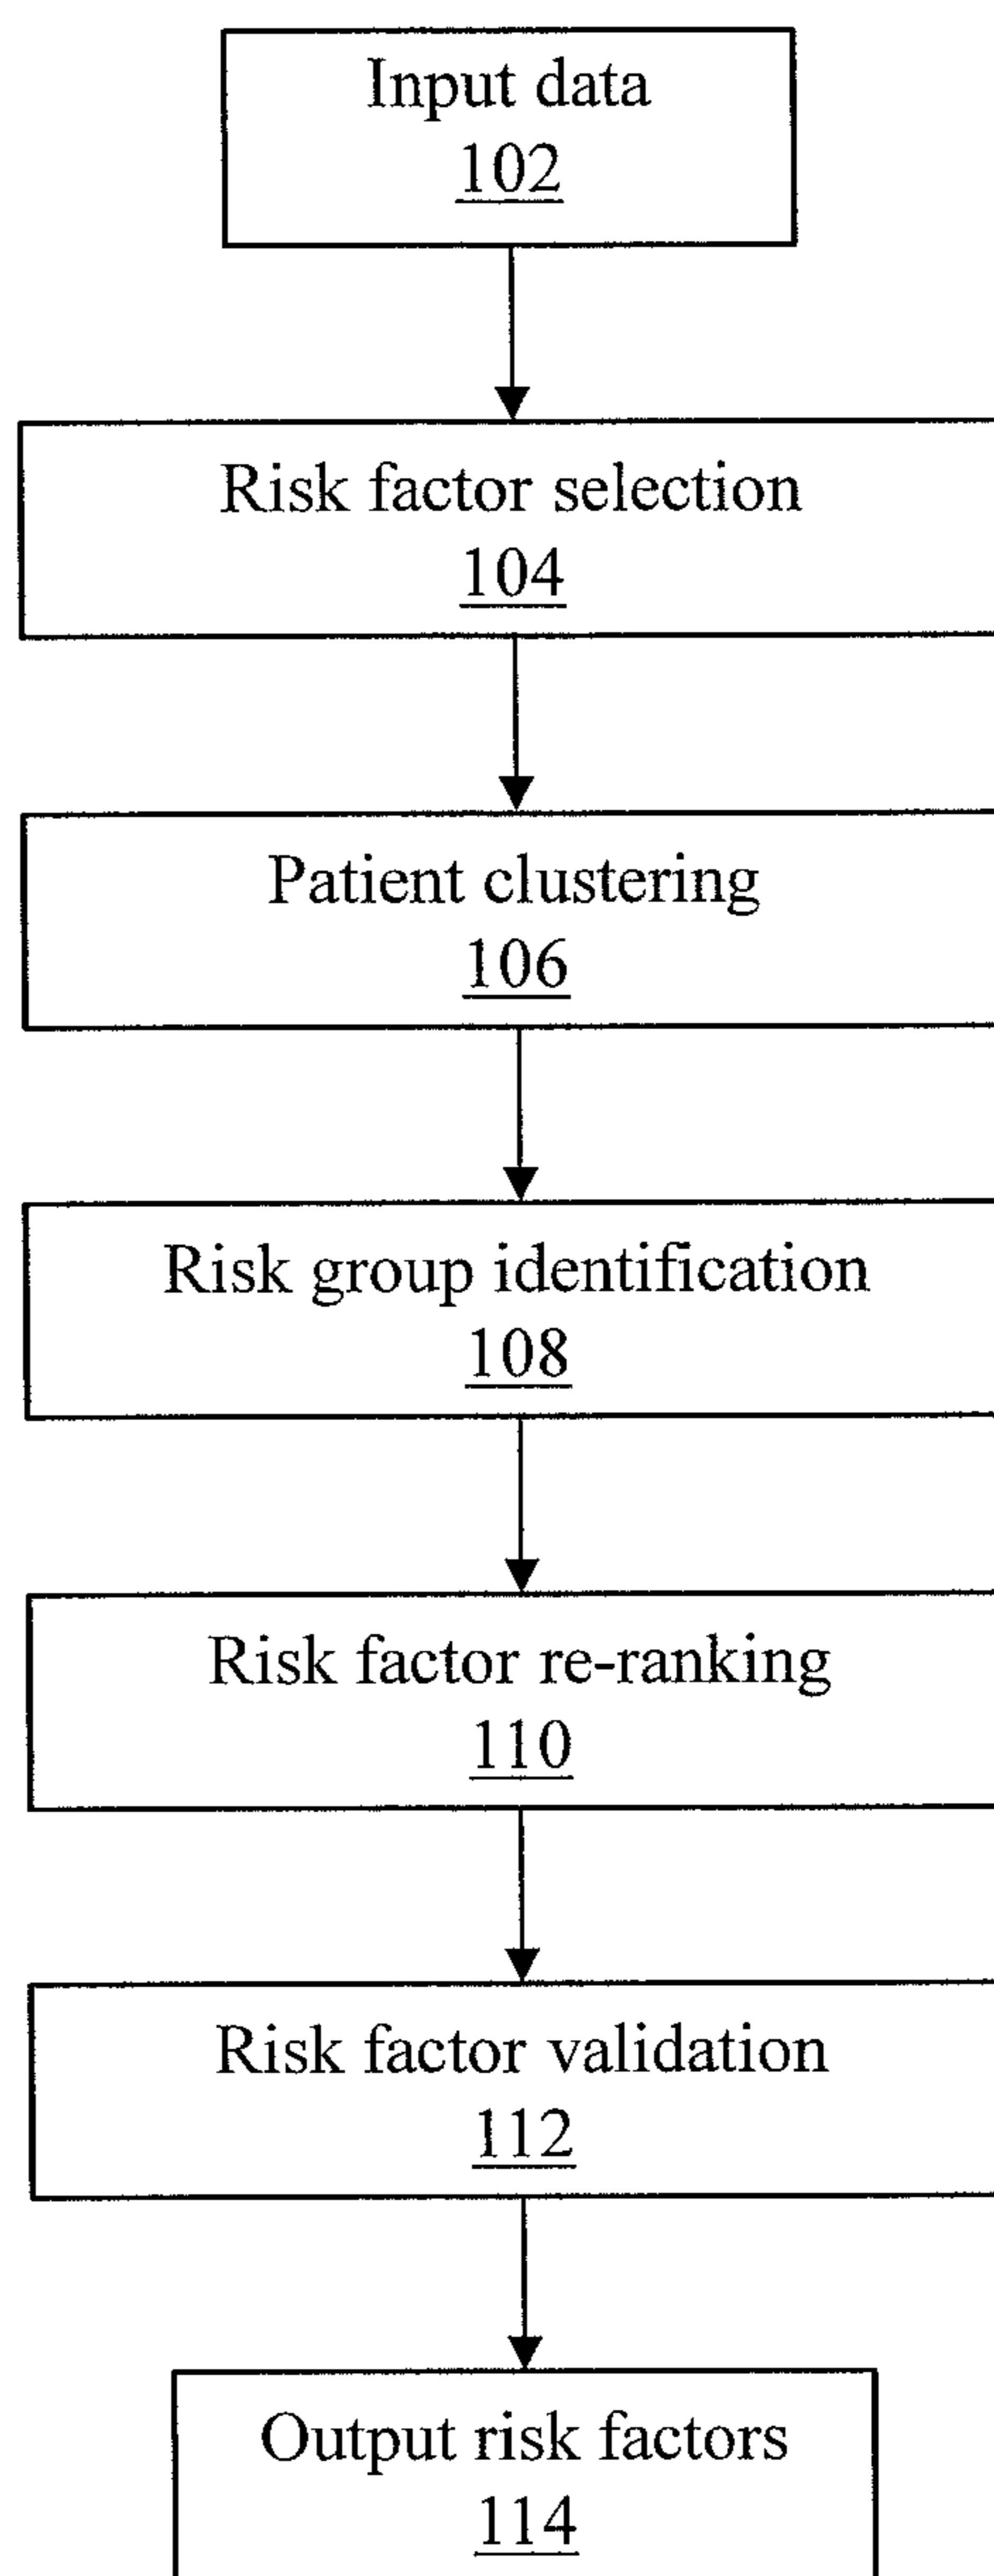 Input data
102
Risk factor selection
104
Patient clustering
106
Risk group identification
108
Risk factor re-ranking
110
Risk factor validation
112
Output risk factors
114